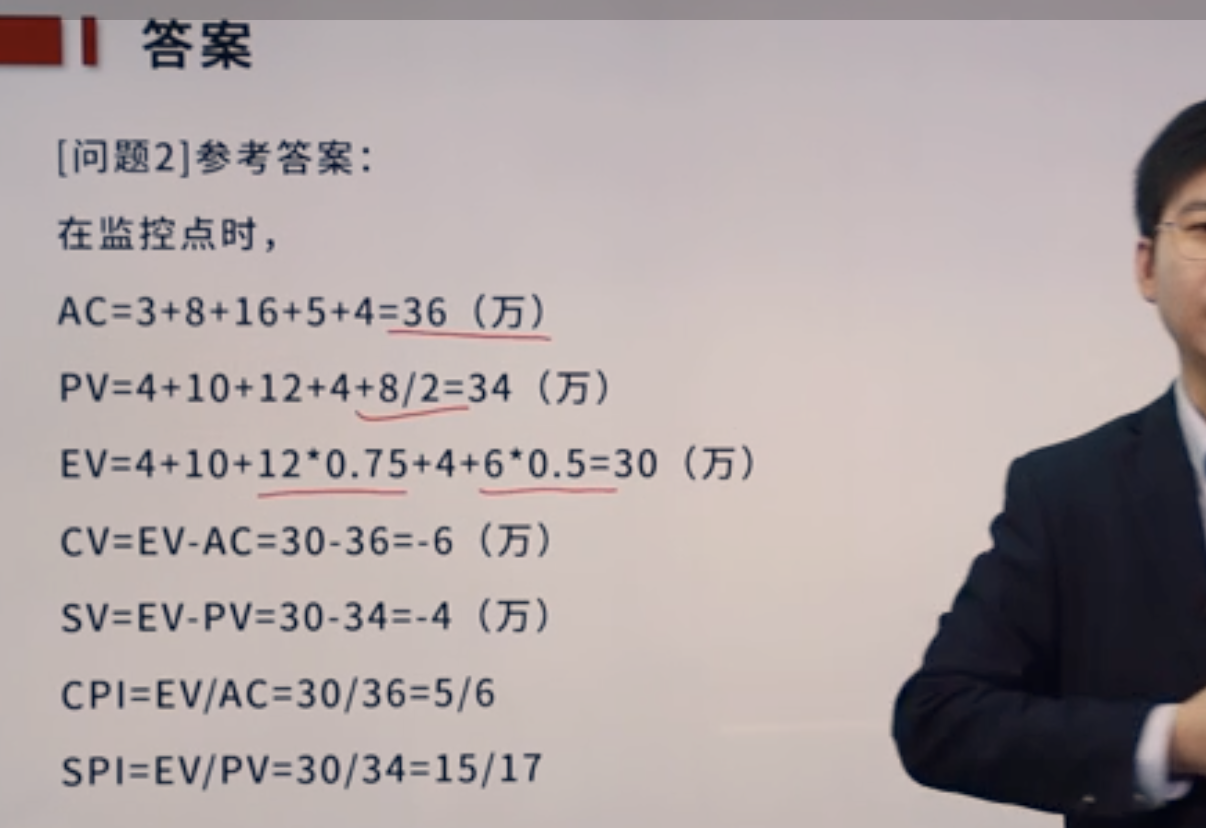 答案
[问题2]参考答案：
在监控点时，
AC=3+8+16+5+4=36（万）
PV=4+10+12+4+8/2=34（万）
EV=4+10+12*0.75+4+6*0.5=30（万）
CV=EV-AC=30-36=-6（万）
SV=EV-PV=30-34=-4（万）
CPI=EV/AC=30/36=5/6
SPI=EV/PV=30/34=15/17